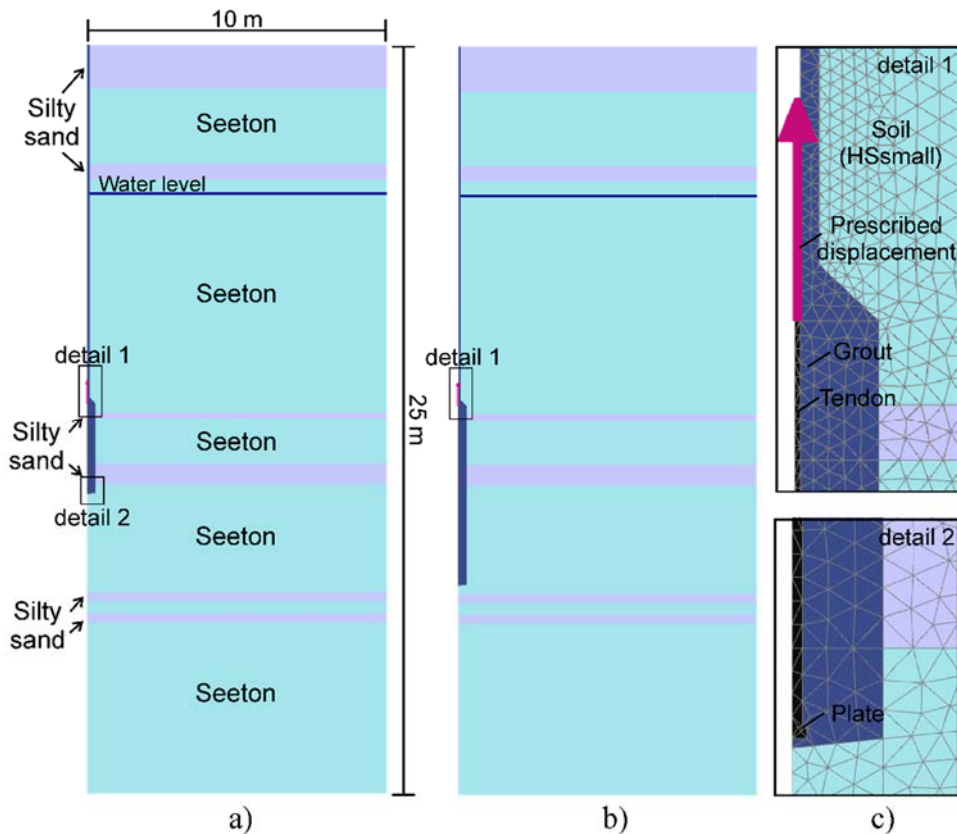 10 m
Silty
sand
Seeton
Water level
Seeton
detail 1
Silty
sand
Seeton
detail 2
Seeton
Silty
sand
Seeton
25 m
a)
detail 1
b)
detail 1
Soil
(HSsmall)
Prescribed
displacement
Grout
Tendon
detail 2
Plate
c)